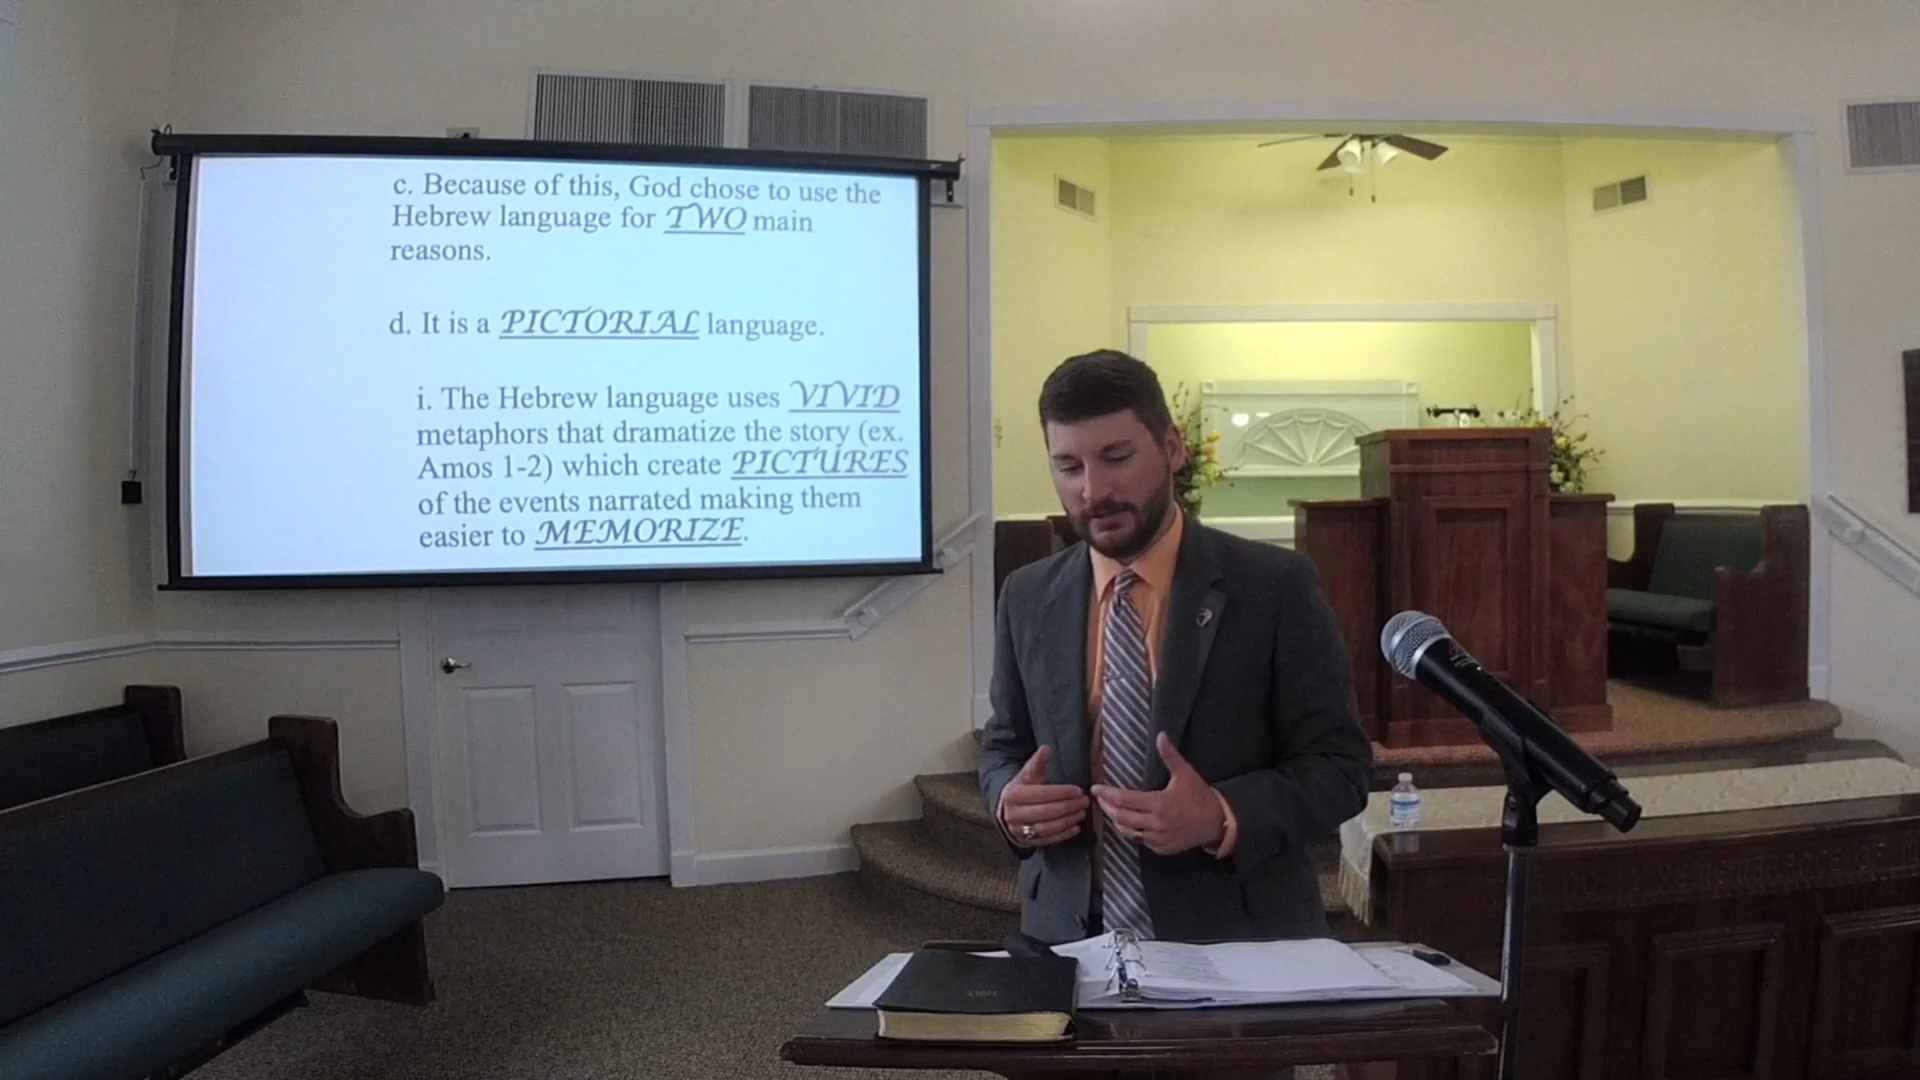 c. Because of this, God chose to use the
Hebrew language for TWO main
reasons.
d. It is a PICTORIAL language.
i. The Hebrew language uses VIVID
metaphors that dramatize the story (ex.
Amos 1-2) which create PICTURES
of the events narrated making them
easier to MEMORIZE.